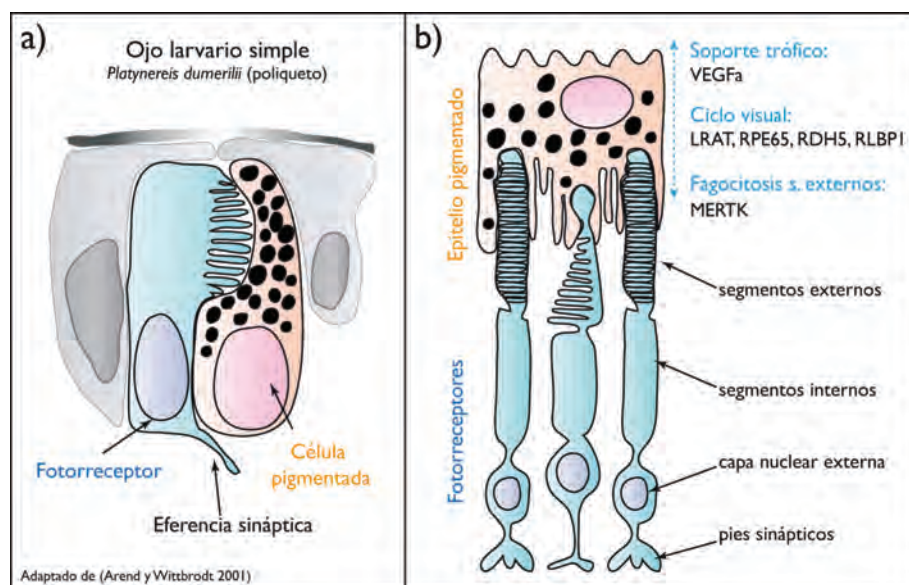 a)
Ojo larvario simple
Platynereis dumerilii (poliqueto)
Fotorreceptor
Célula
pigmentada
Eferencia sináptica
Adaptado de (Arend y Wittbrodt 2001)
b)
Epitelio pigmentado
Fotorreceptores
Soporte trófico:
VEGFa
Ciclo visual:
LRAT, RPE65, RDH5, RLBP1
Fagocitosis s. externos:
MERTK
segmentos externos
segmentos internos
capa nuclear externa
pies sinápticos